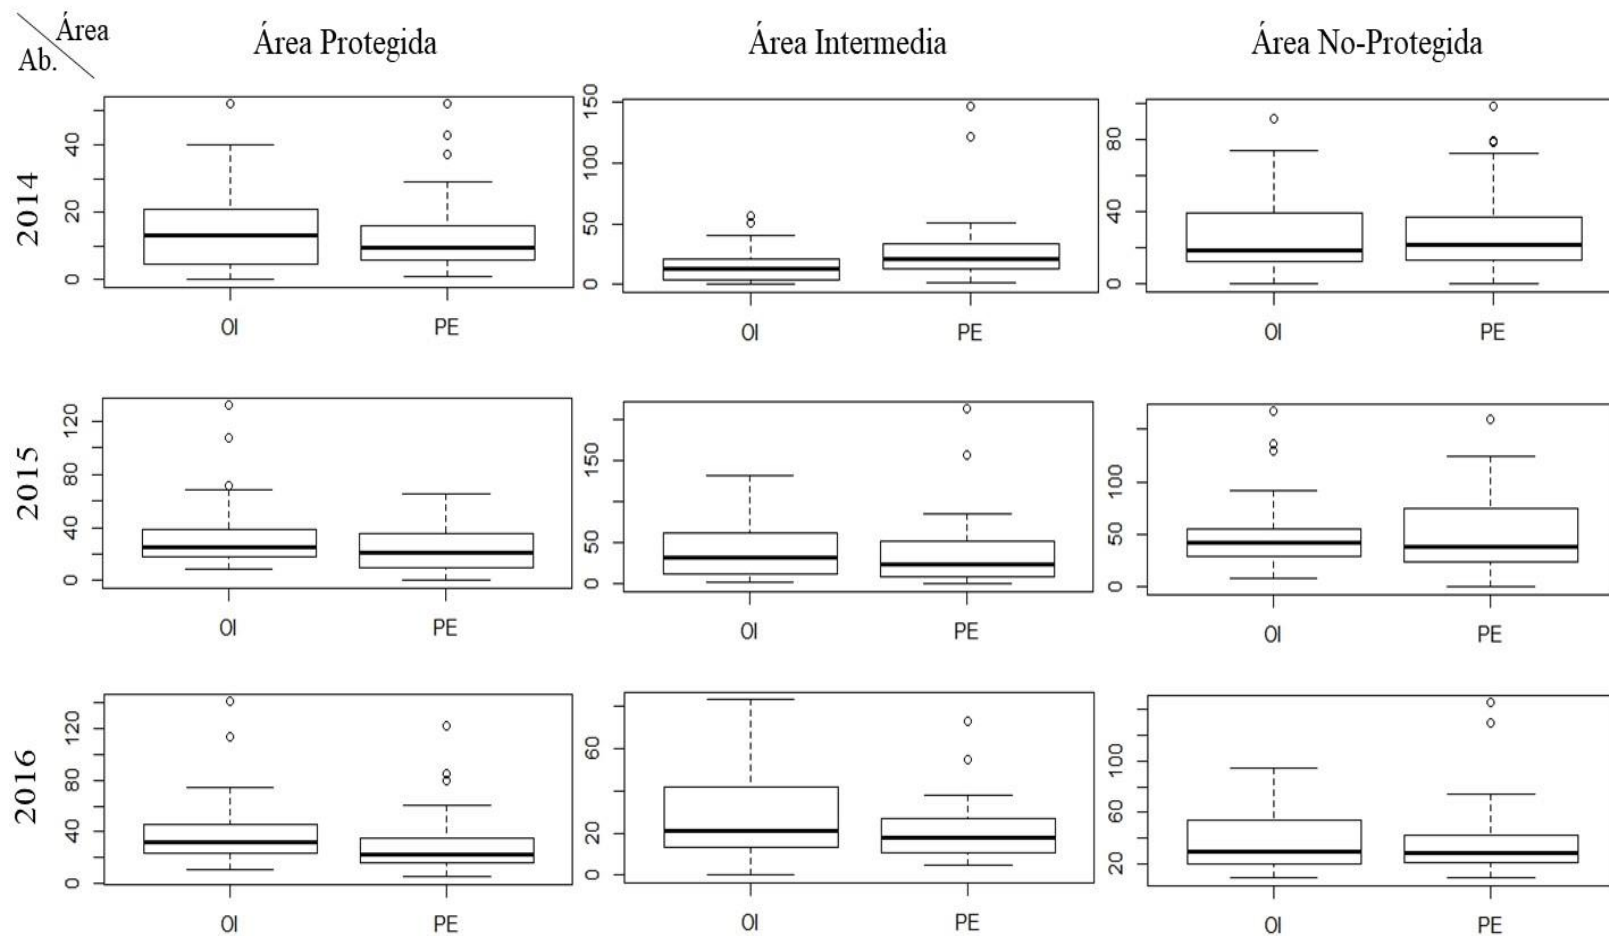 Área
Ab.
Área Protegida
Área Intermedia
Área No-Protegida
2014
0 20 40
OI PE
0 50 100 150
OI PE
0 40 80
OI PE
2015
0 40 80 120
OI PE
0 50 150
OI PE
0 50 100
OI PE
2016
0 40 80 120
OI PE
0 20 60
OI PE
20 60 100
OI PE